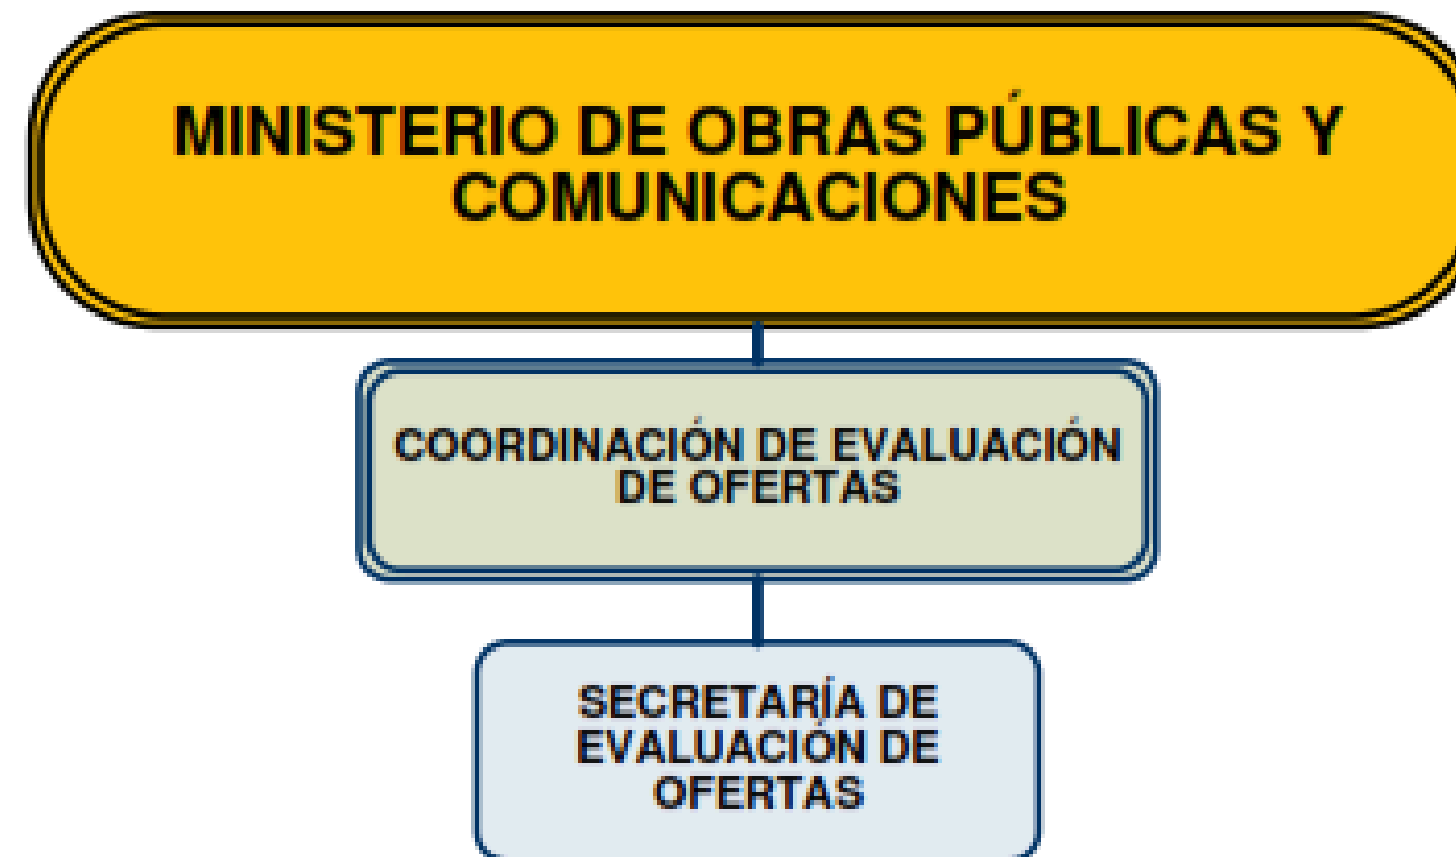 MINISTERIO DE OBRAS PÚBLICAS Y
COMUNICACIONES
COORDINACIÓN DE EVALUACIÓN
DE OFERTAS
SECRETARÍA DE
EVALUACIÓN DE
OFERTAS